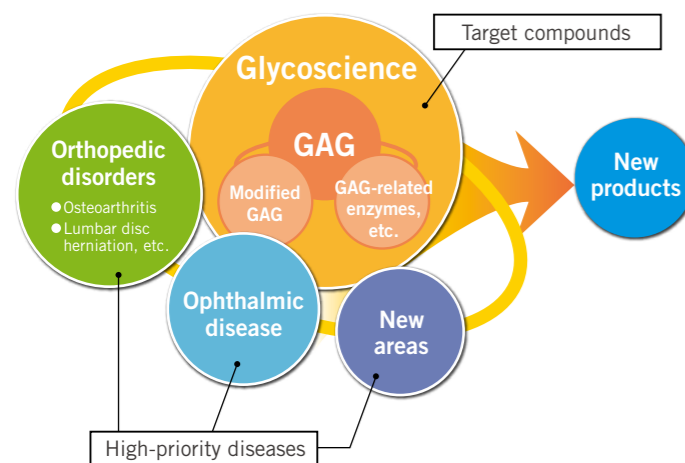 Target compounds
Glycoscience
GAG
Modified
GAG
GAG-related
enzymes,
etc.
Orthopedic
disorders
●Osteoarthritis
●Lumbar disc
herniation, etc.
New
products
Ophthalmic
disease
New
areas
High-priority diseases